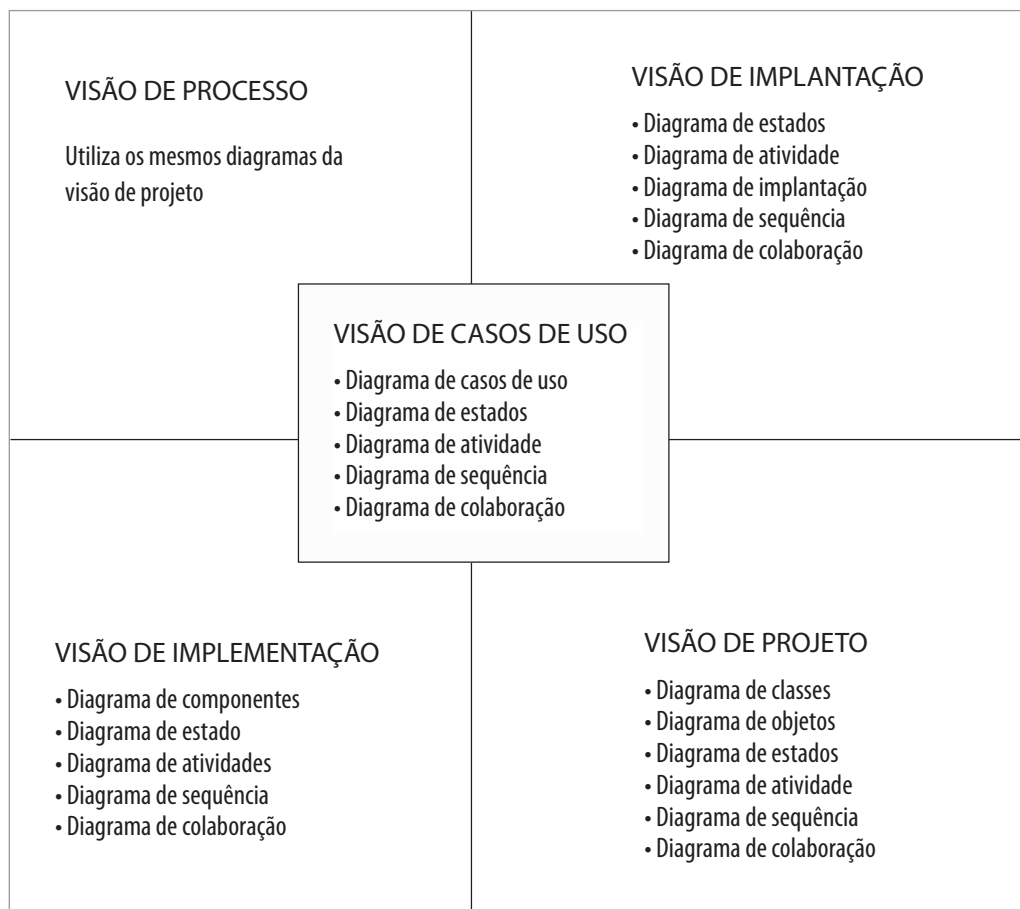 VISÃO DE PROCESSO
Utiliza os mesmos diagramas da
visão de projeto
VISÃO DE IMPLANTAÇÃO
• Diagrama de estados
• Diagrama de atividade
• Diagrama de implantação
• Diagrama de sequência
• Diagrama de colaboração
VISÃO DE CASOS DE USO
• Diagrama de casos de uso
• Diagrama de estados
• Diagrama de atividade
• Diagrama de sequência
• Diagrama de colaboração
VISÃO DE IMPLEMENTAÇÃO
• Diagrama de componentes
• Diagrama de estado
• Diagrama de atividades
• Diagrama de sequência
• Diagrama de colaboração
VISÃO DE PROJETO
• Diagrama de classes
• Diagrama de objetos
• Diagrama de estados
• Diagrama de atividade
• Diagrama de sequência
• Diagrama de colaboração